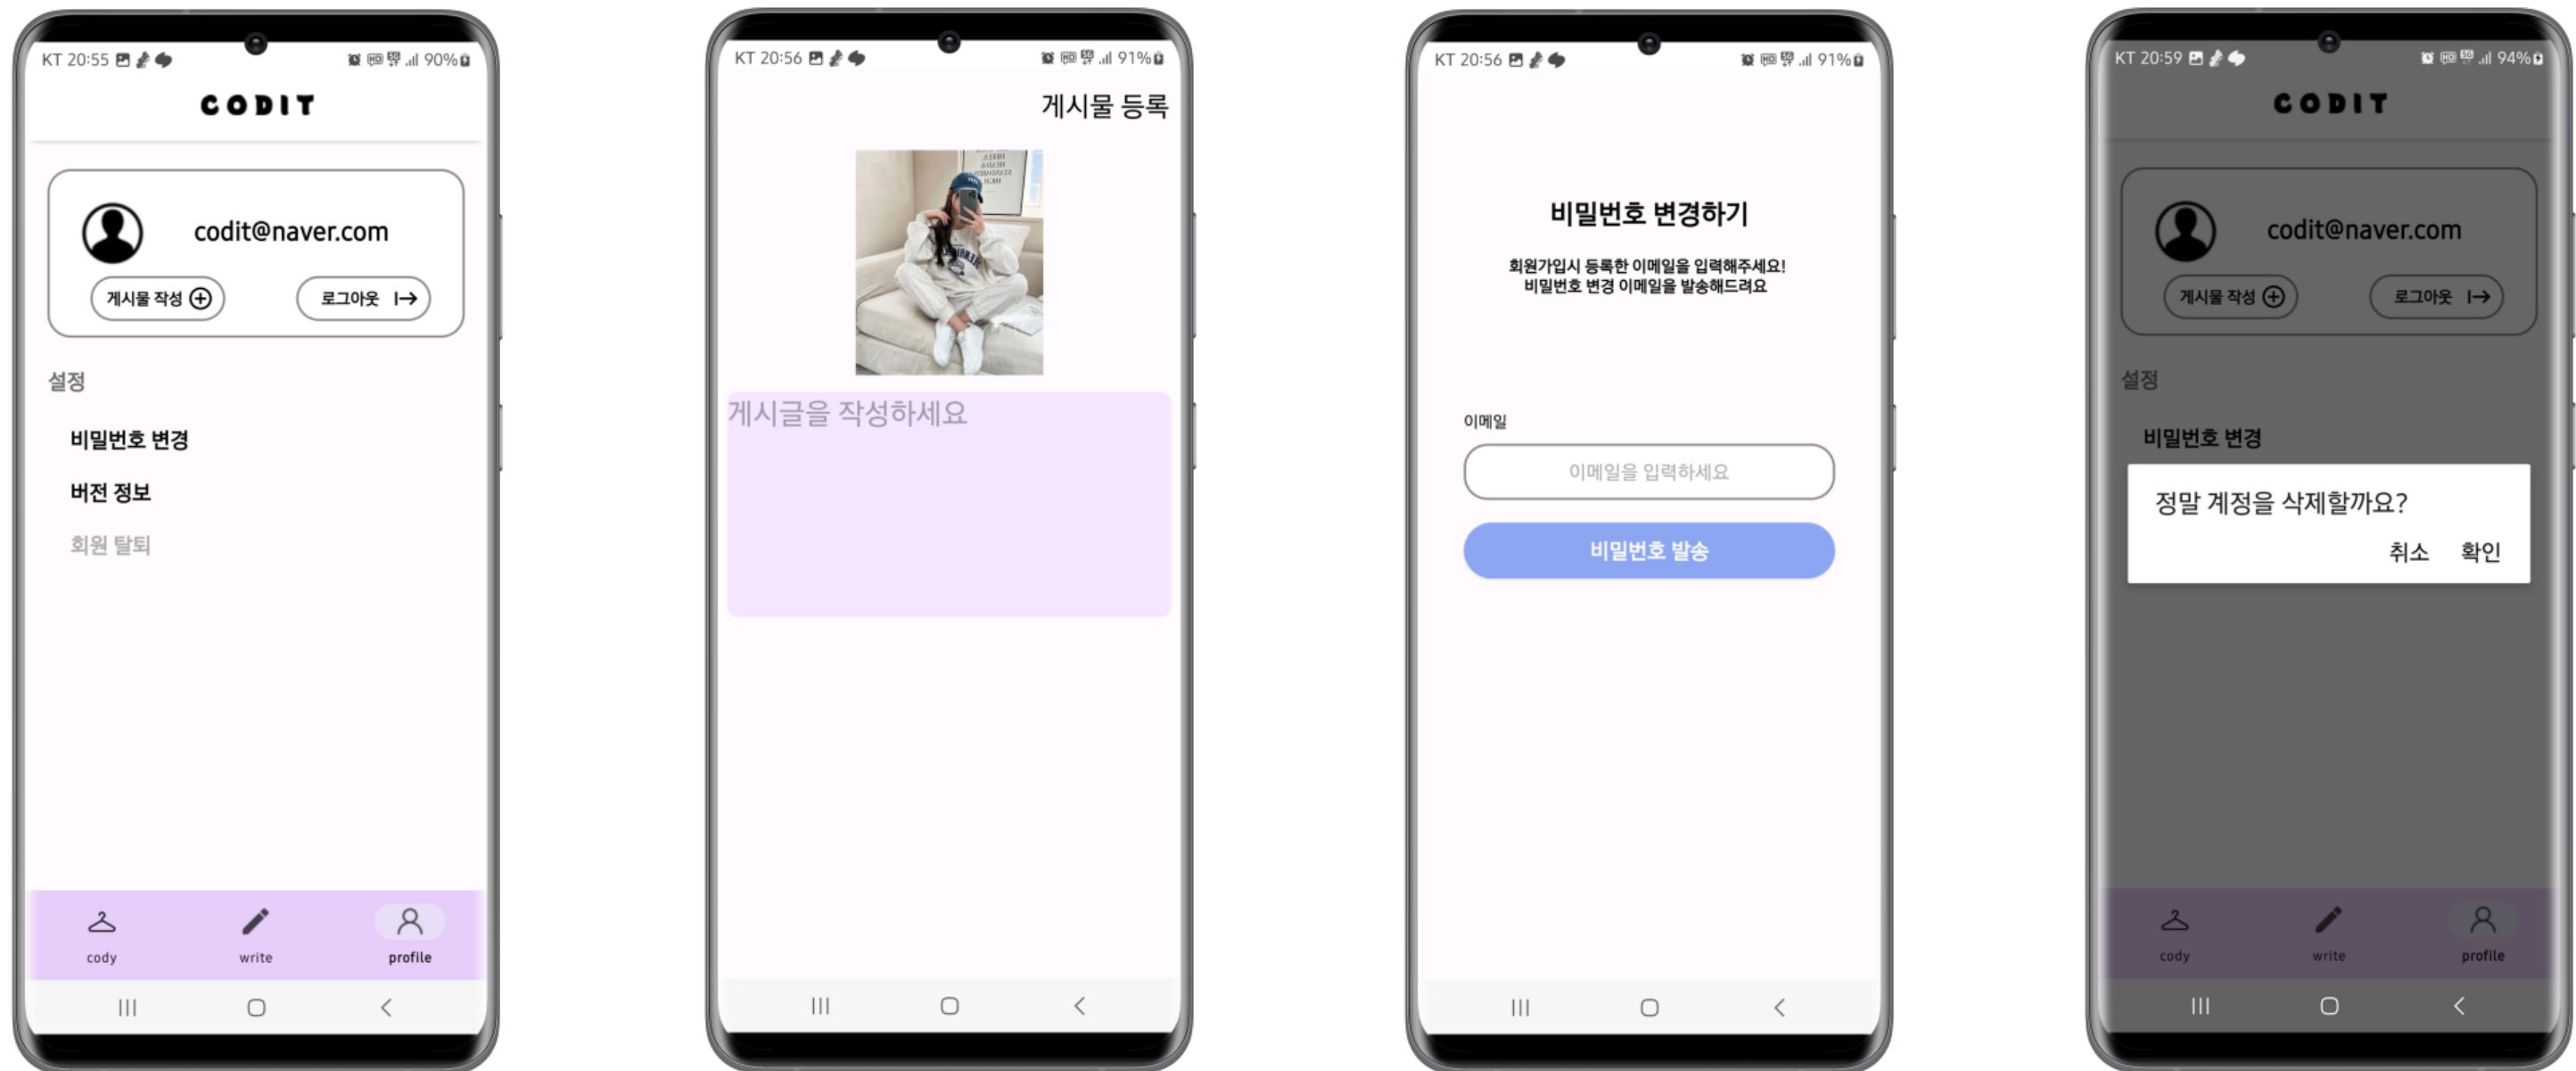 KT 20:55
90%
CODIT
codit@naver.com
게시물 작성
로그아웃
설정
비밀번호 변경
버전 정보
회원 탈퇴
cody
write
profile
KT 20:56
91%
게시물 등록
게시글을 작성하세요
KT 20:56
91%
비밀번호 변경하기
회원가입시 등록한 이메일을 입력해주세요!
비밀번호 변경 이메일을 발송해드려요
이메일
이메일을 입력하세요
비밀번호 발송
KT 20:59
94%
CODIT
codit@naver.com
게시물 작성
로그아웃
설정
비밀번호 변경
정말 계정을 삭제할까요?
취소 확인
cody
write
profile